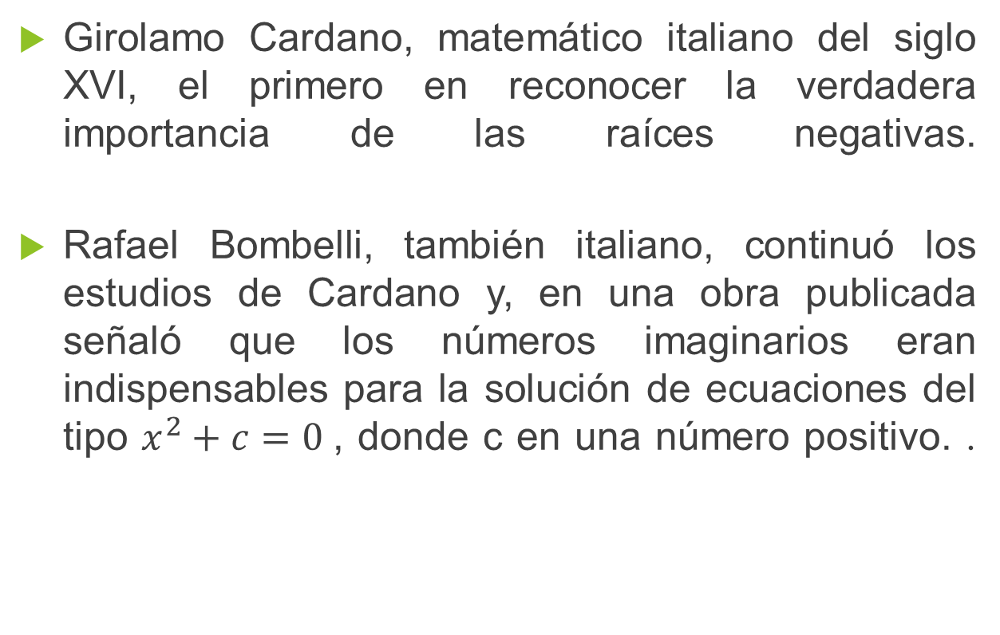 Girolamo Cardano, matemático italiano del siglo
XVI, el primero en reconocer la verdadera
importancia de las raíces negativas.
Rafael Bombelli, también italiano, continuó los
estudios de Cardano y, en una obra publicada
señaló que los números imaginarios eran
indispensables para la solución de ecuaciones del
tipo x² + c = 0 , donde c en una número positivo. .